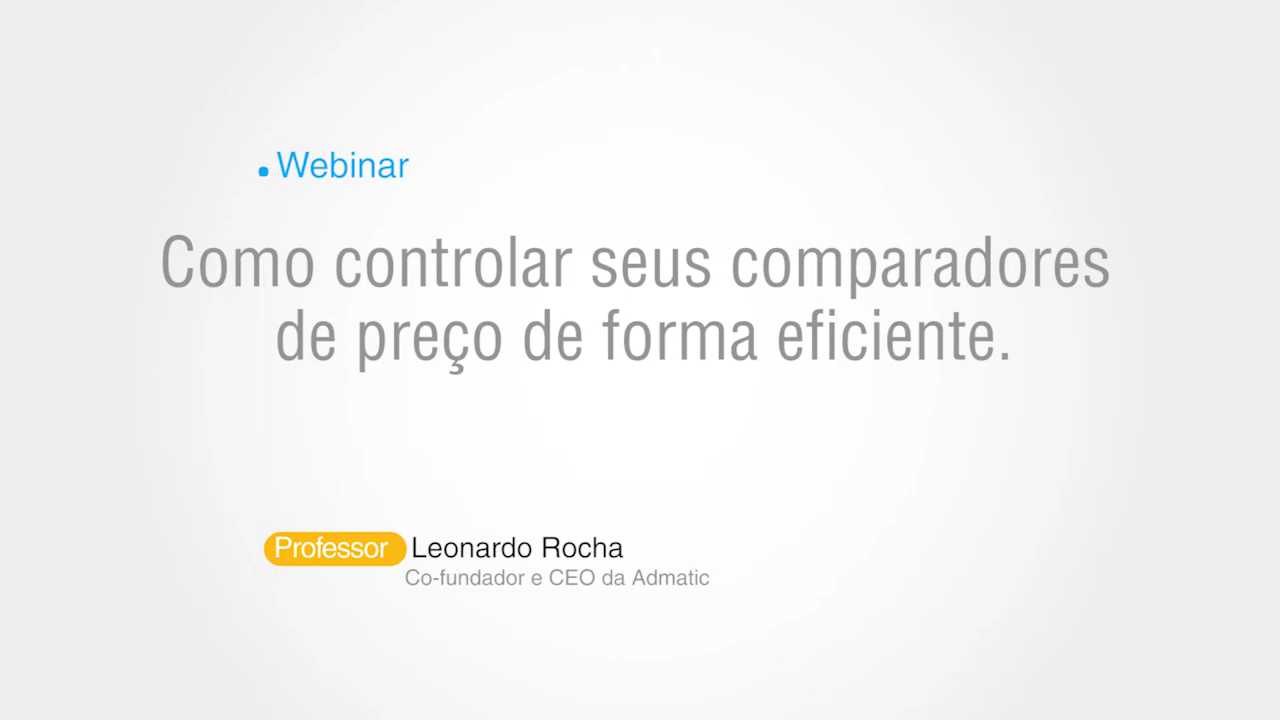 Webinar
Como controlar seus comparadores
de preço de forma eficiente.
Professor Leonardo Rocha
Co-fundador e CEO da Admatic